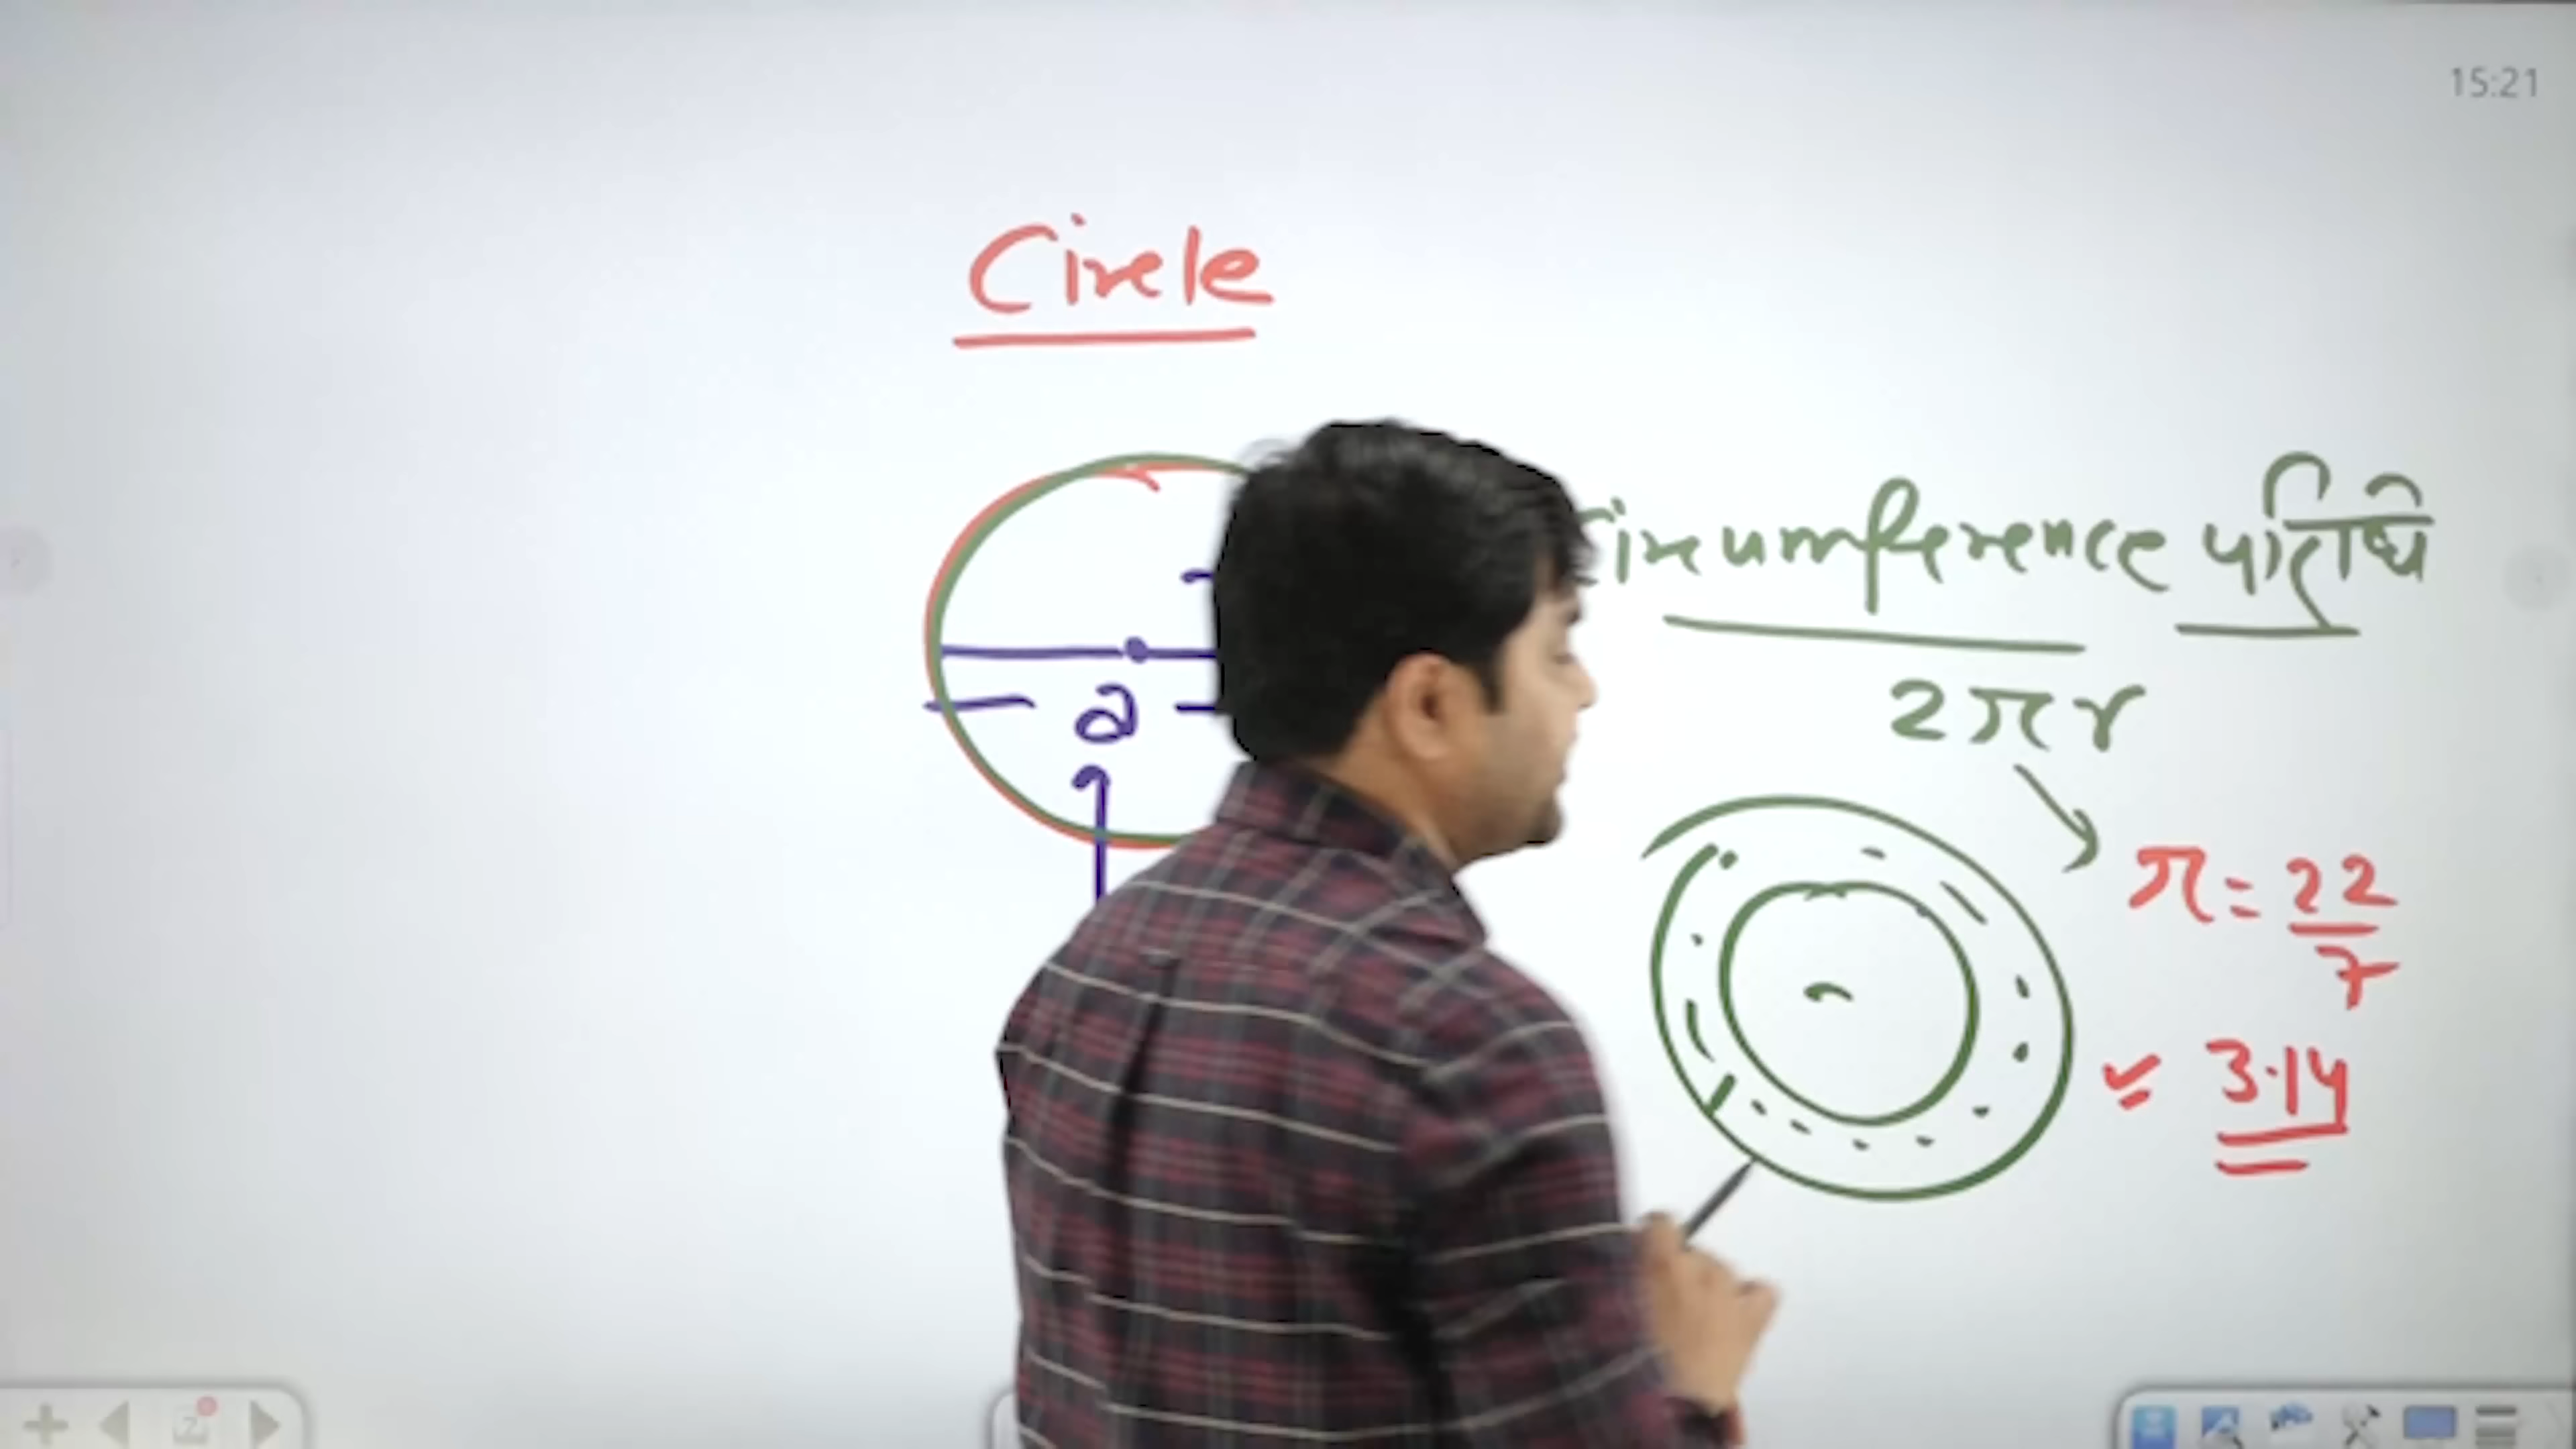 15:21
Circle
ircumference परिधि
2πr
a
π = 22/7
= 3.14